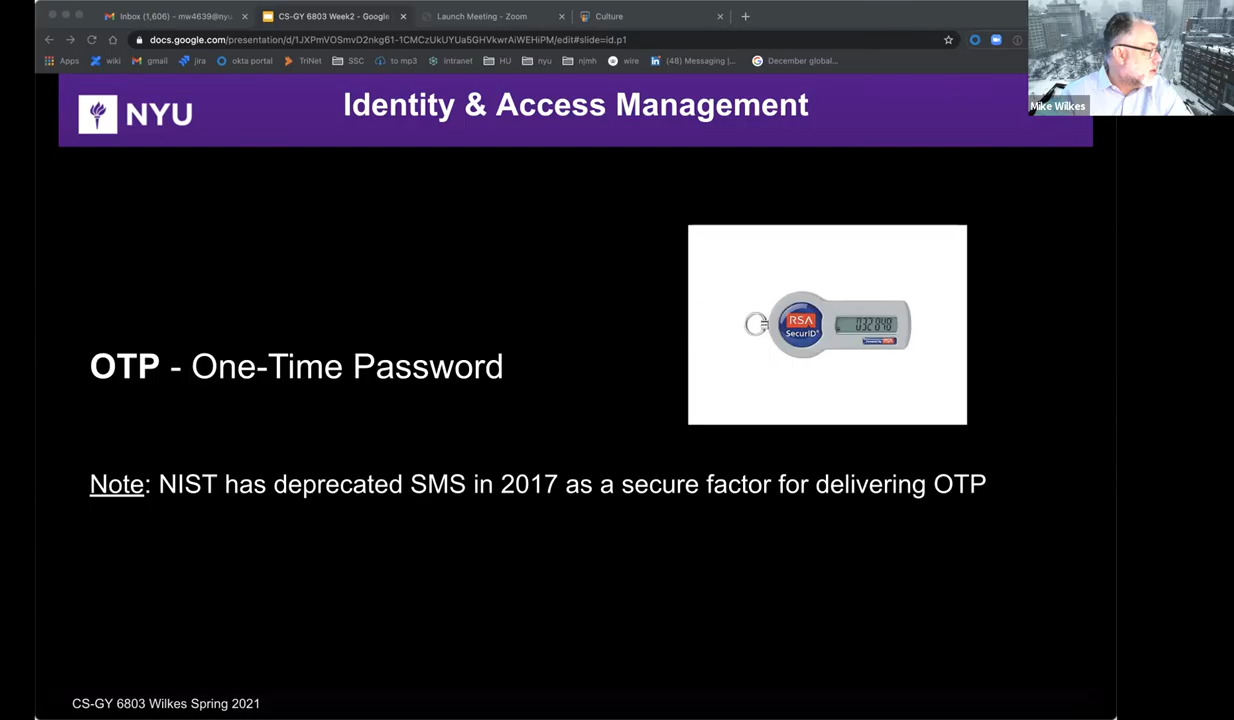 Inbox (1,606) - mw4639@nyu
CS-GY 6803 Week2 - Google
Launch Meeting - Zoom
Culture
docs.google.com/presentation/d/1JXPmVOSmvD2nkg61-1CMCzUkUYUa5GHVkwrAiWEHiPM/edit#slide=id.p1
Apps wiki gmail jira okta portal TriNet SSC to mp3 intranet HU nyu njmh wire (48) Messaging |... December global...
Mike Wilkes
NYU
Identity & Access Management
RSA
SecurID
032848
RSA
OTP - One-Time Password
Note: NIST has deprecated SMS in 2017 as a secure factor for delivering OTP
CS-GY 6803 Wilkes Spring 2021